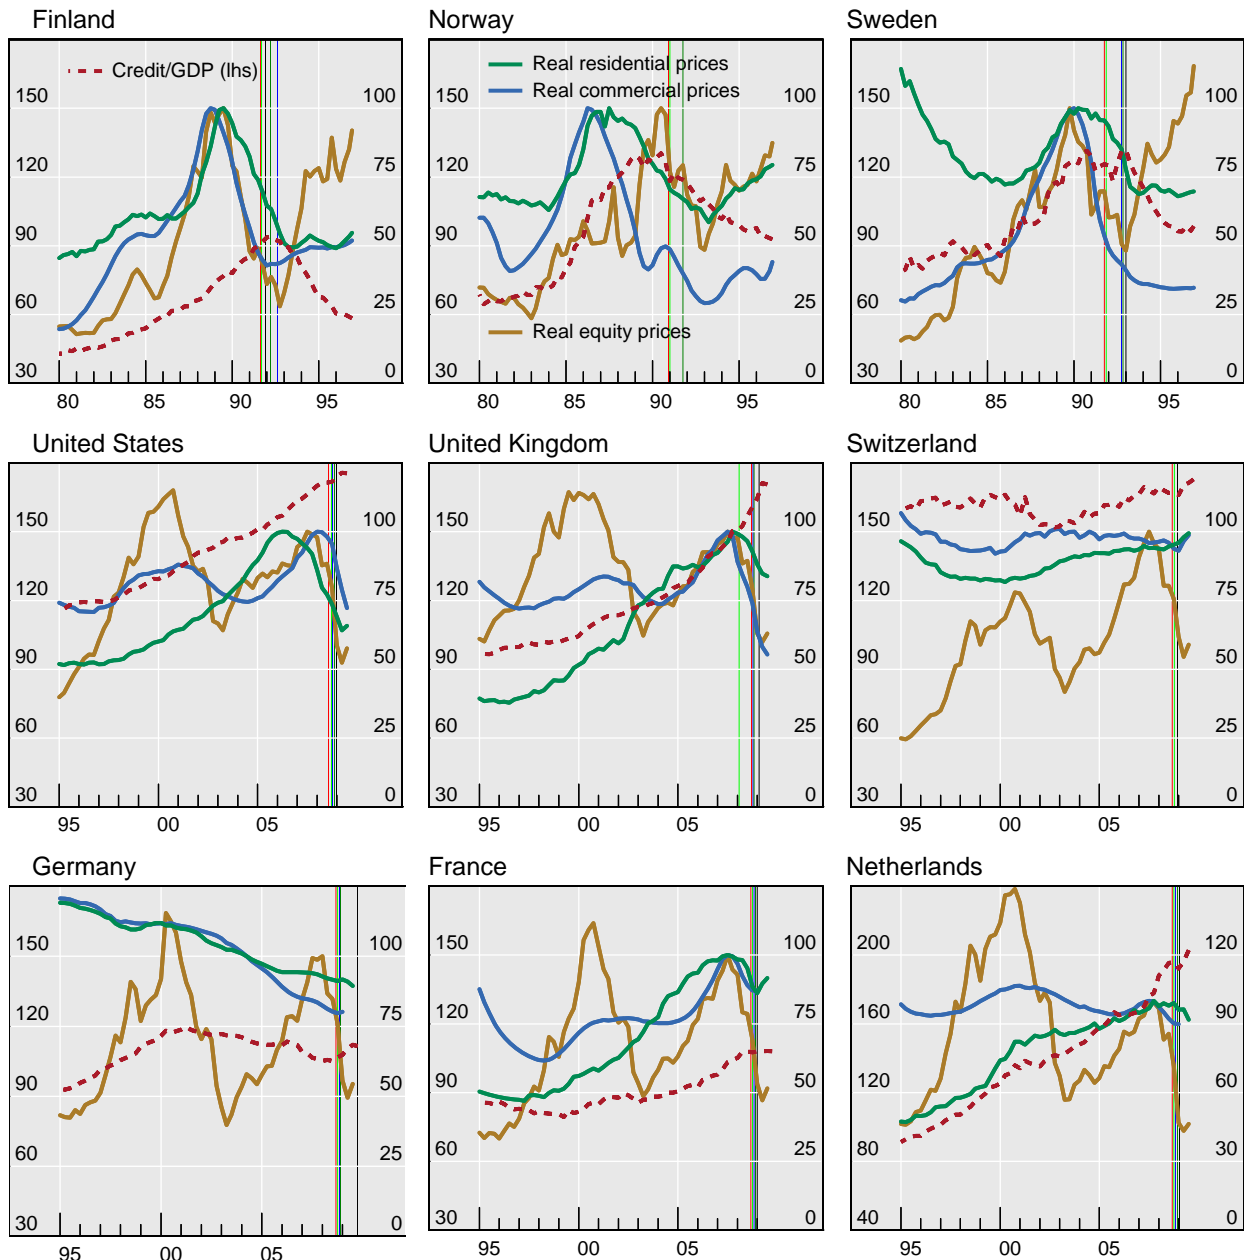 Finland Norway Sweden
Credit/GDP (lhs) Real residential prices
Real commercial prices
150 100 150 100 150 100
120 75 120 75 120 75
90 50 90 50 90 50
60 25 60 25 60 25
Real equity prices
30 0 30 0 30 0
80 85 90 95 80 85 90 95 80 85 90 95
United States United Kingdom Switzerland
150 100 150 100 150 100
120 75 120 75 120 75
90 50 90 50 90 50
60 25 60 25 60 25
30 0 30 0 30 0
95 00 05 95 00 05 95 00 05
Germany France Netherlands
150 100 150 100 200 120
120 75 120 75 160 90
90 50 90 50 120 60
60 25 60 25 80 30
30 0 30 0 40 0
95 00 05 95 00 05 95 00 05